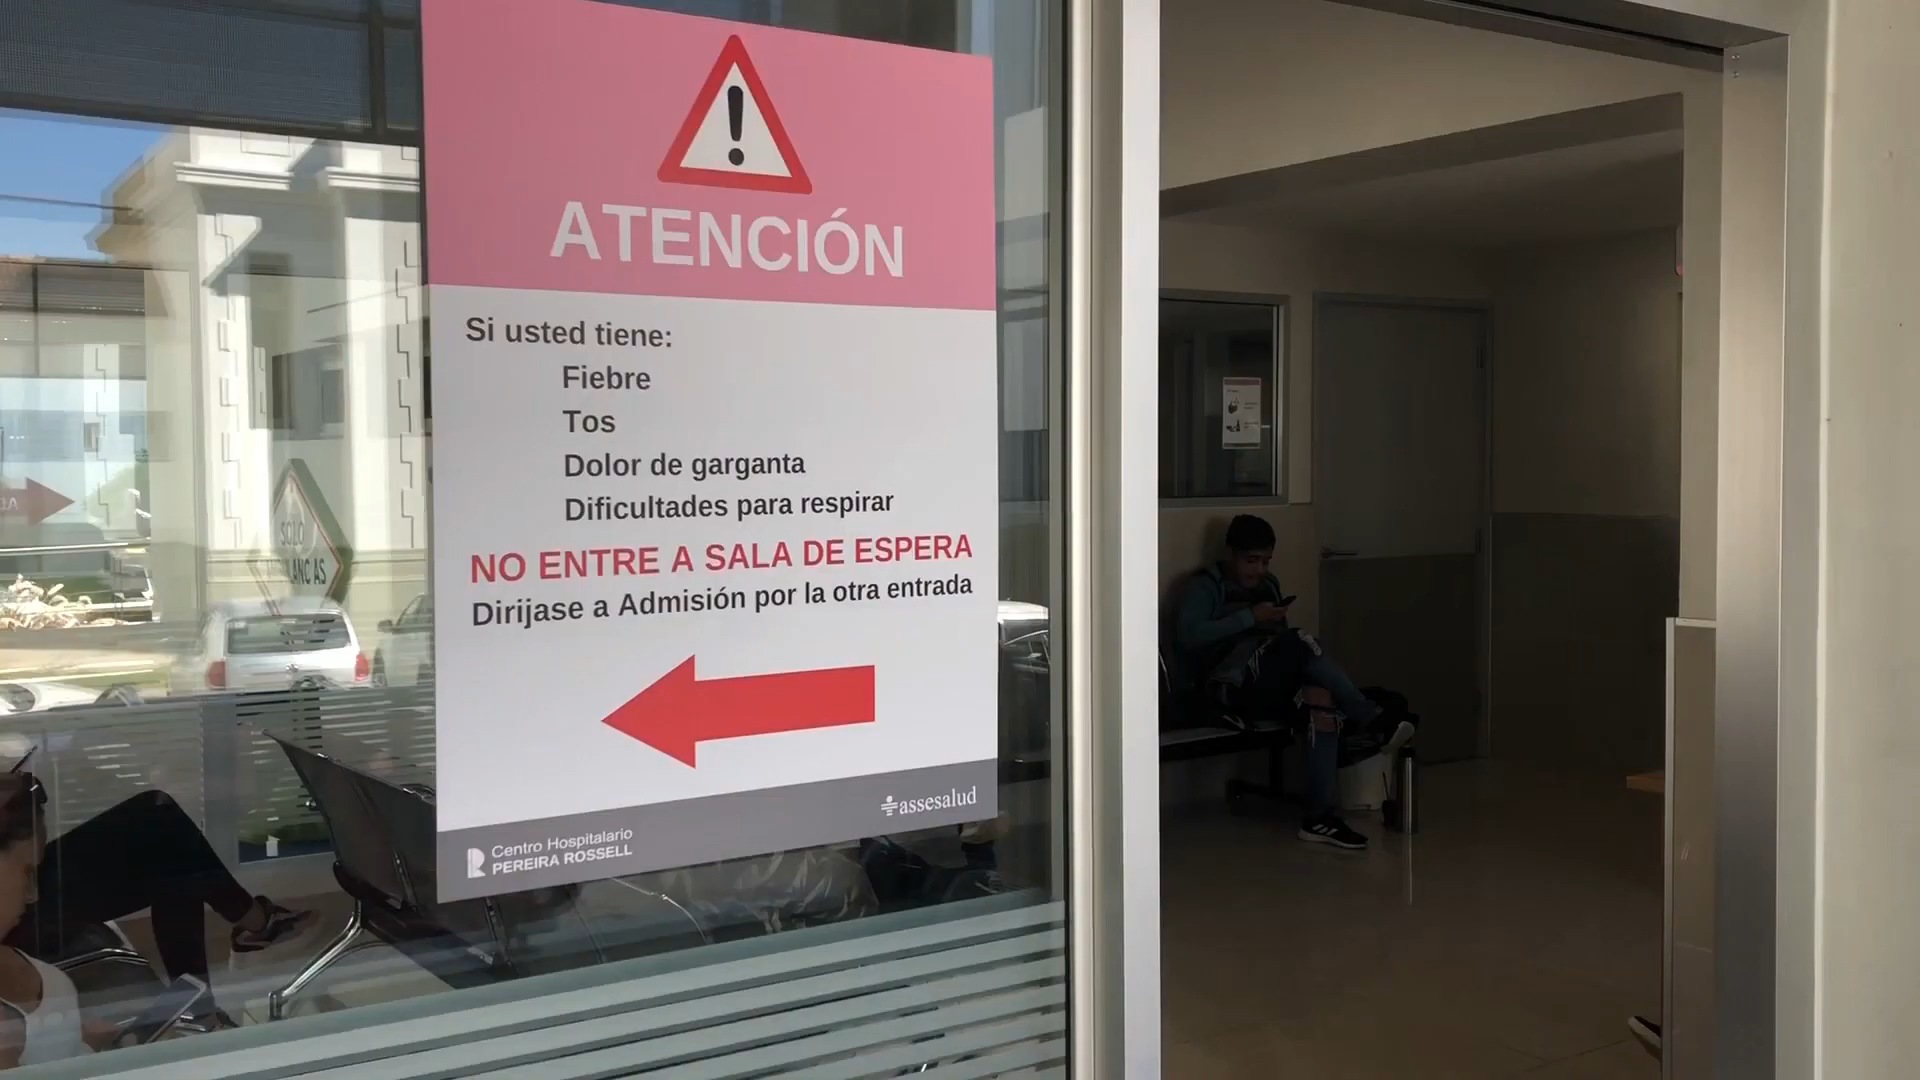 ATENCIÓN
Si usted tiene:
Fiebre
Tos
Dolor de garganta
Dificultades para respirar
NO ENTRE A SALA DE ESPERA
Dirijase a Admisión por la otra entrada
assesalud
Centro Hospitalario
PEREIRA ROSSELL
SOLO